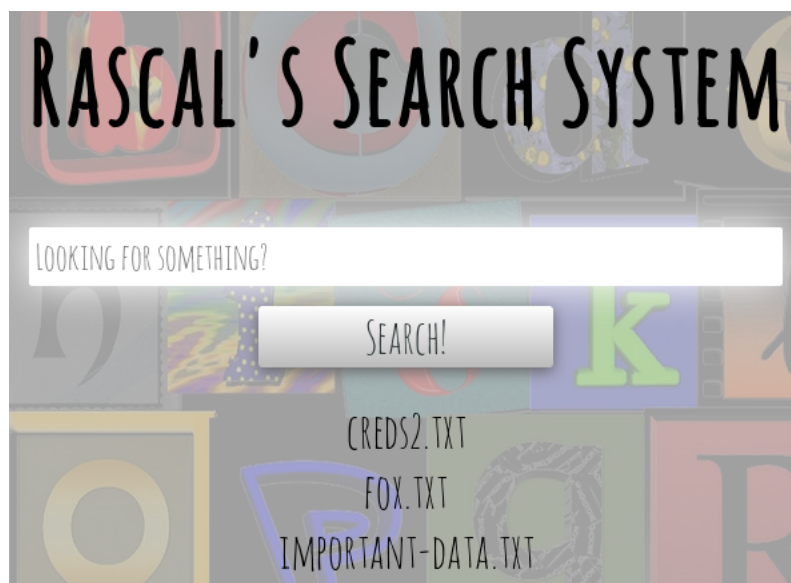 Rascal's Search System
Looking for something?
Search!
creds2.txt
fox.txt
important-data.txt